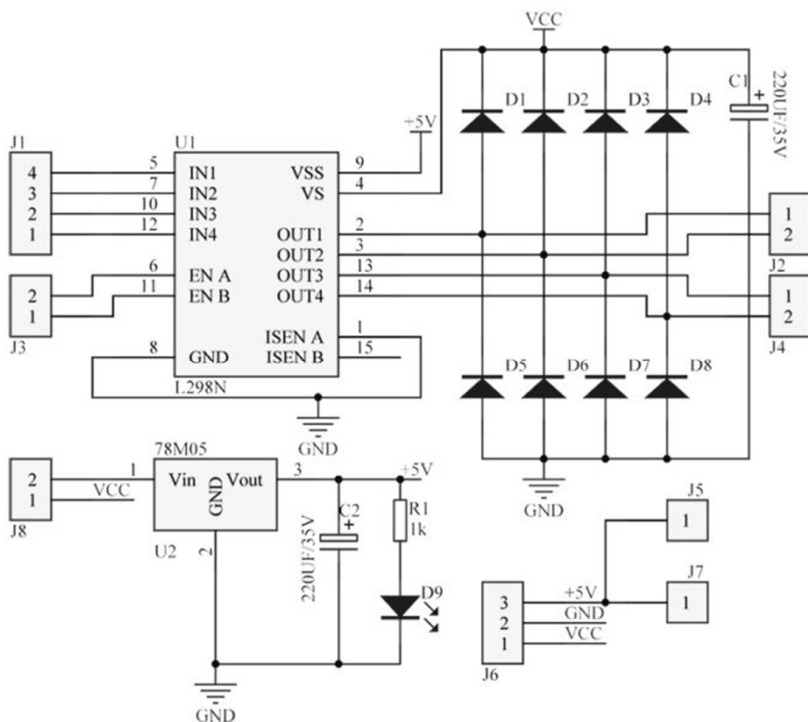 VCC
C1
+
220UF/35V
D1
D2
D3
D4
+5V
J1
4
3
2
1
U1
5
7
10
12
IN1
IN2
IN3
IN4
VSS
VS
9
4
OUT1
OUT2
OUT3
OUT4
2
3
13
14
1
2
J2
2
1
J3
6
11
EN A
EN B
1
2
J4
8
GND
ISEN A
ISEN B
1
15
L298N
GND
D5
D6
D7
D8
GND
78M05
2
1
J8
VCC
1
Vin
Vout
GND
3
+5V
U2
2
C2
+
220UF/35V
R1
1k
D9
GND
J5
1
J7
1
3
2
1
+5V
GND
VCC
J6